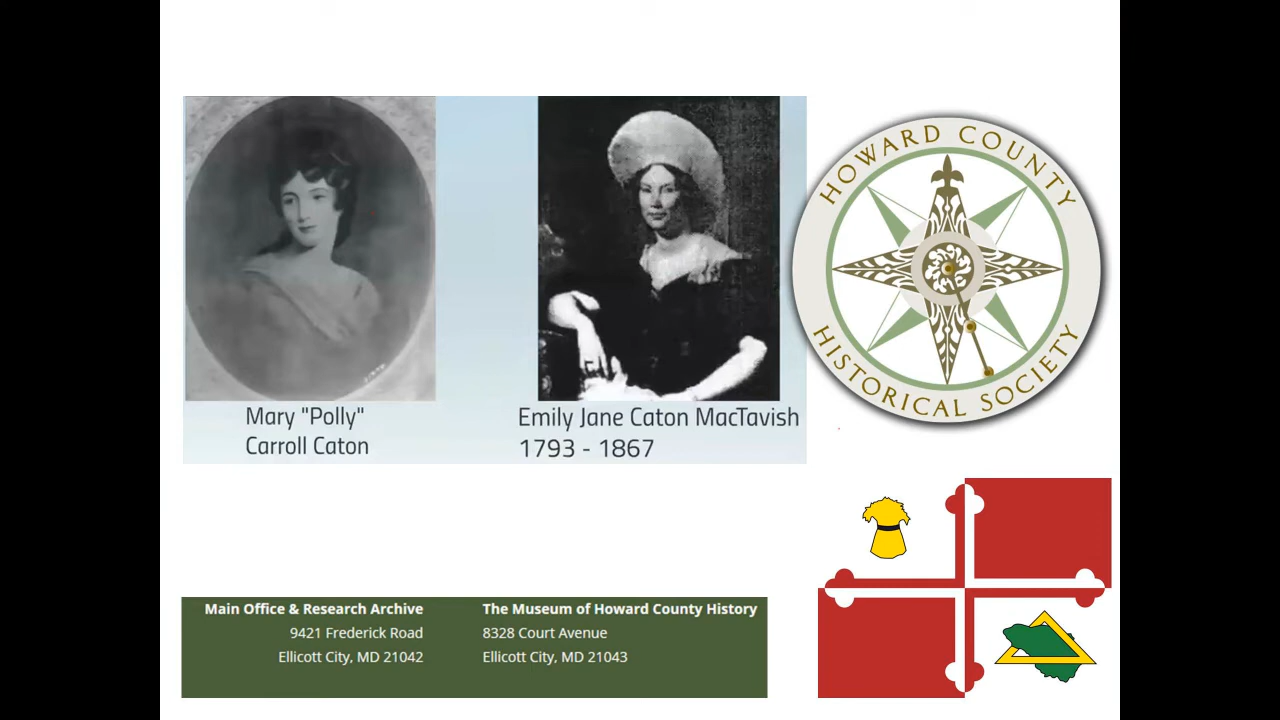 Mary "Polly"
Carroll Caton
Emily Jane Caton MacTavish
1793 - 1867
HOWARD COUNTY
HISTORICAL SOCIETY
Main Office & Research Archive
9421 Frederick Road
Ellicott City, MD 21042
The Museum of Howard County History
8328 Court Avenue
Ellicott City, MD 21043